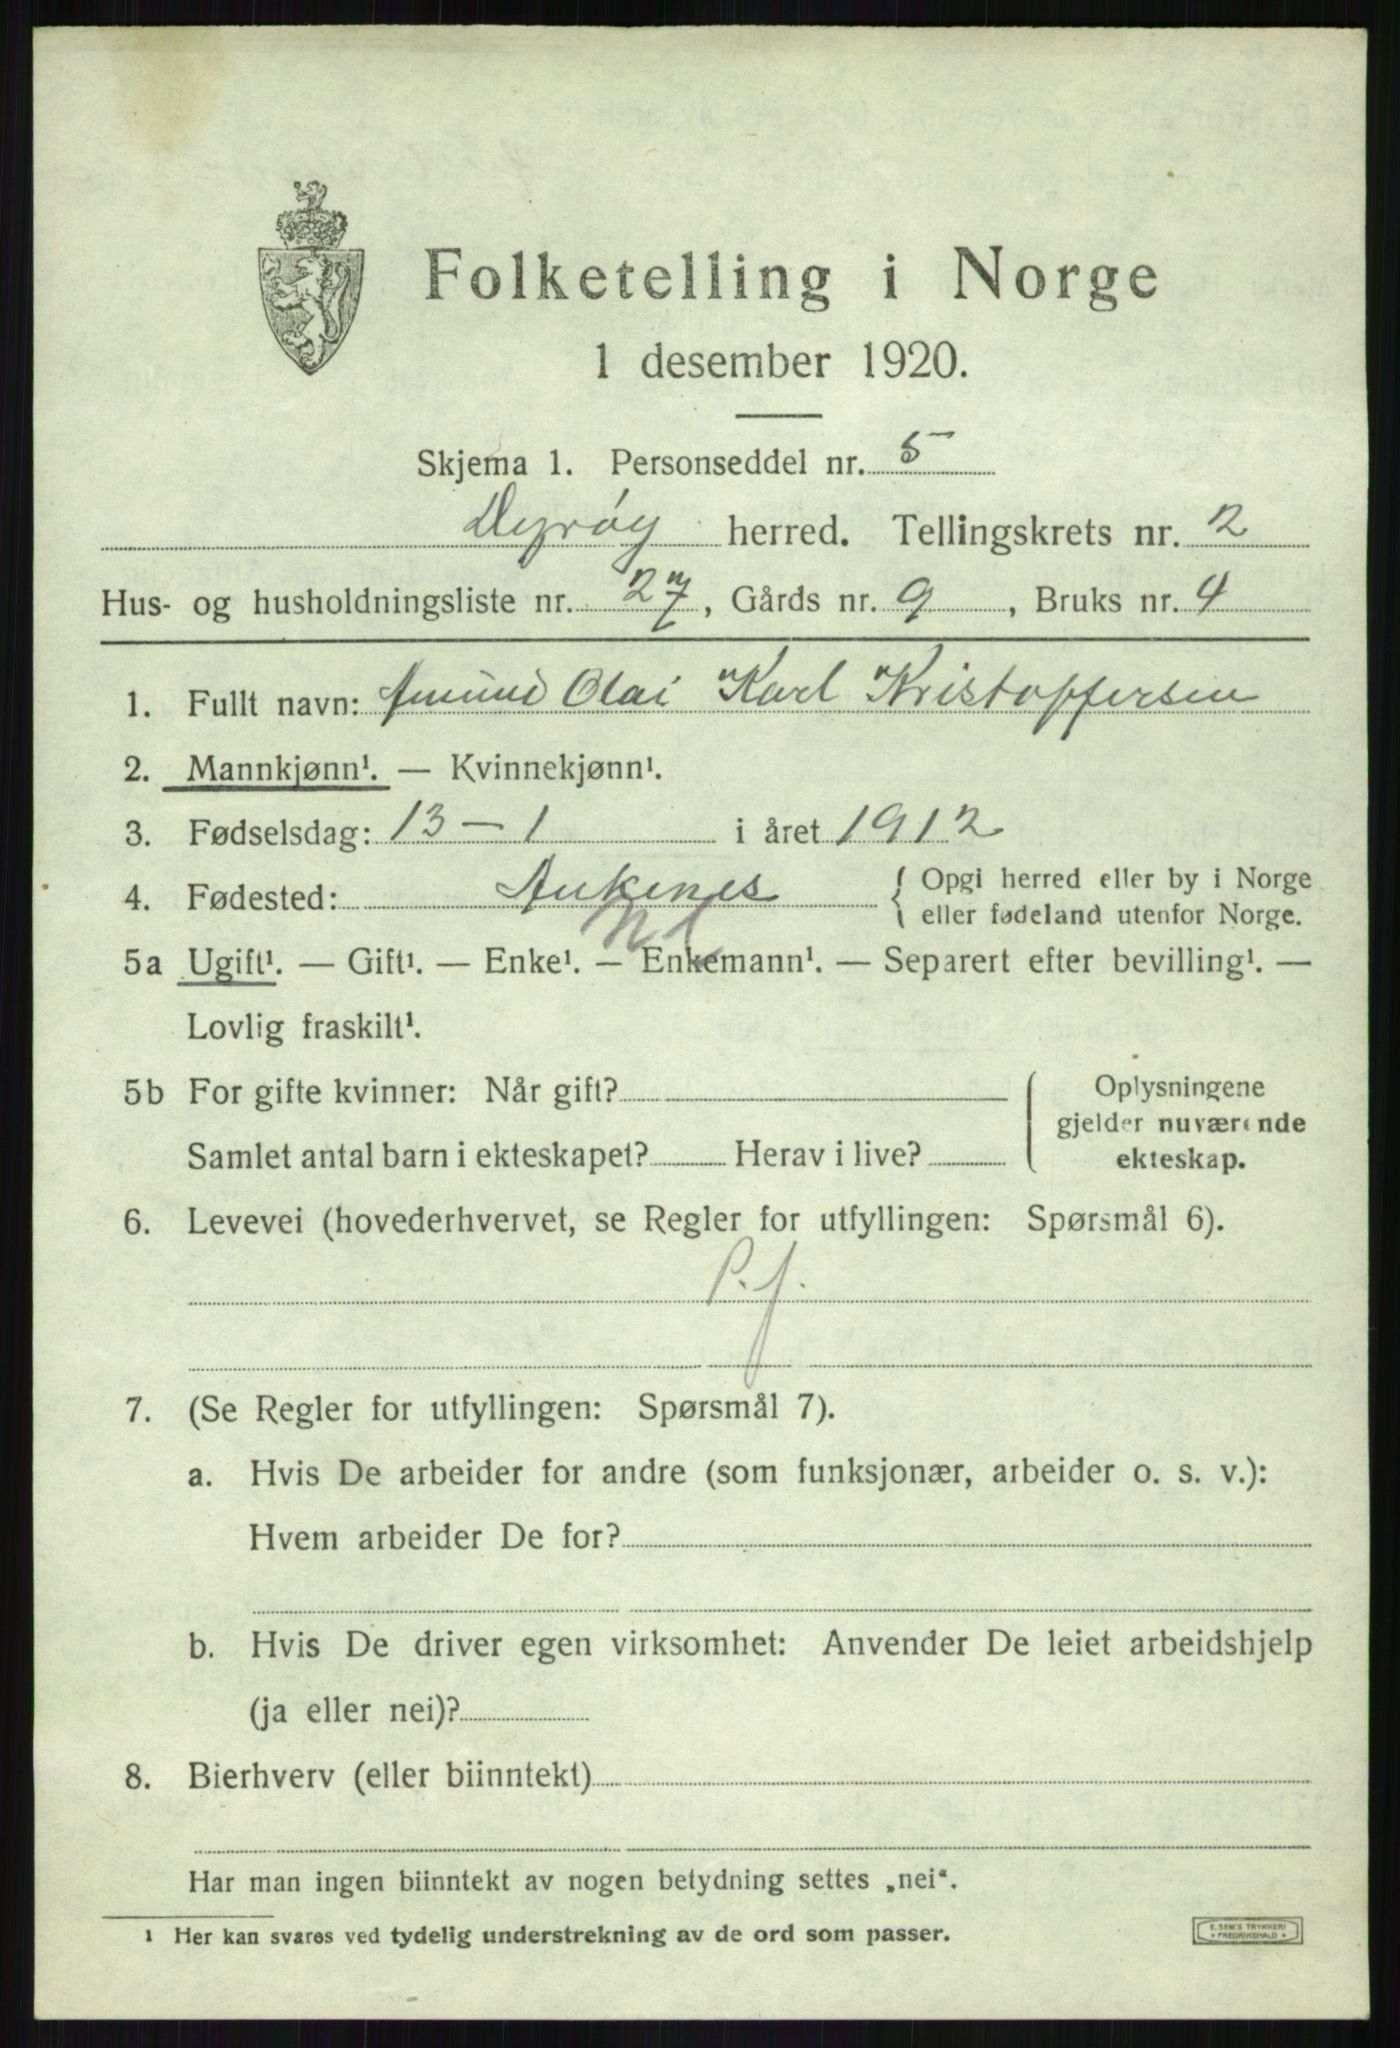 Folketelling i Norge
1 desember 1920.
Skjema 1. Personseddel nr. 5
Dyrøy herred. Tellingskrets nr. 2
Hus- og husholdningsliste nr. 27, Gårds nr. 9, Bruks nr. 4
1. Fullt navn: Amund Olai Karl Kristoffersen
2. Mannkjønn¹. — Kvinnekjønn¹.
3. Fødselsdag: 13 – 1 i året 1912
4. Fødested: Ankenes { Opgi herred eller by i Norge
eller fødeland utenfor Norge.
5a Ugift¹. — Gift¹. — Enke¹. — Enkemann¹. — Separert efter bevilling¹. —
Lovlig fraskilt¹.
5b For gifte kvinner: Når gift? { Oplysningene
gjelder nuværende
Samlet antal barn i ekteskapet? Herav i live? ekteskap.
6. Levevei (hovederhvervet, se Regler for utfyllingen: Spørsmål 6).
P. f.
7. (Se Regler for utfyllingen: Spørsmål 7).
a. Hvis De arbeider for andre (som funksjonær, arbeider o. s. v.):
Hvem arbeider De for?
b. Hvis De driver egen virksomhet: Anvender De leiet arbeidshjelp
(ja eller nei)?
8. Bierhverv (eller biinntekt)
Har man ingen biinntekt av nogen betydning settes „nei“.
1 Her kan svares ved tydelig understrekning av de ord som passer.
E. SEM'S TRYKKERI
* FREDRIKSHALD *